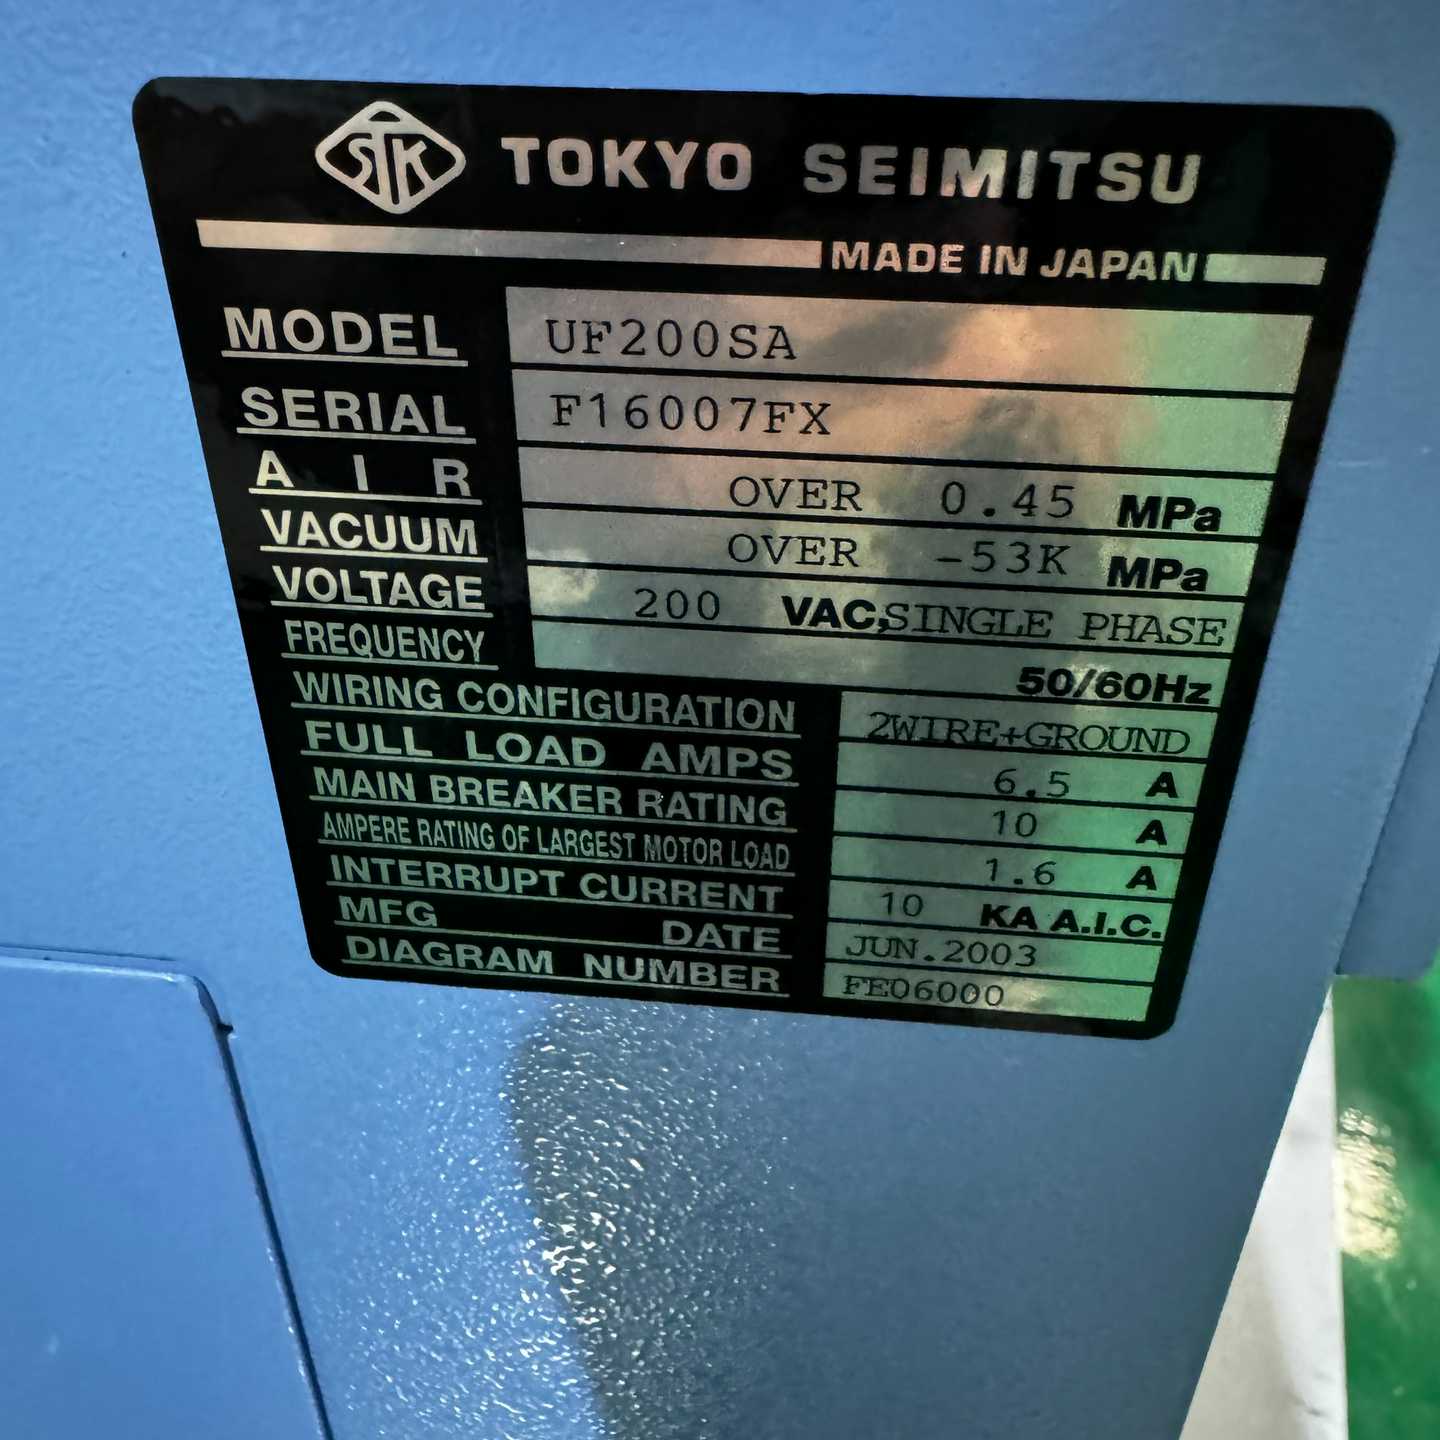 STK TOKYO SEIMITSU
MADE IN JAPAN
MODEL UF200SA
SERIAL F16007FX
AIR OVER 0.45 MPa
VACUUM OVER -53K MPa
VOLTAGE 200 VAC, SINGLE PHASE
FREQUENCY 50/60Hz
WIRING CONFIGURATION 2WIRE+GROUND
FULL LOAD AMPS 6.5 A
MAIN BREAKER RATING 10 A
AMPERE RATING OF LARGEST MOTOR LOAD 1.6 A
INTERRUPT CURRENT 10 KA A.I.C.
MFG DATE JUN.2003
DIAGRAM NUMBER FE06000